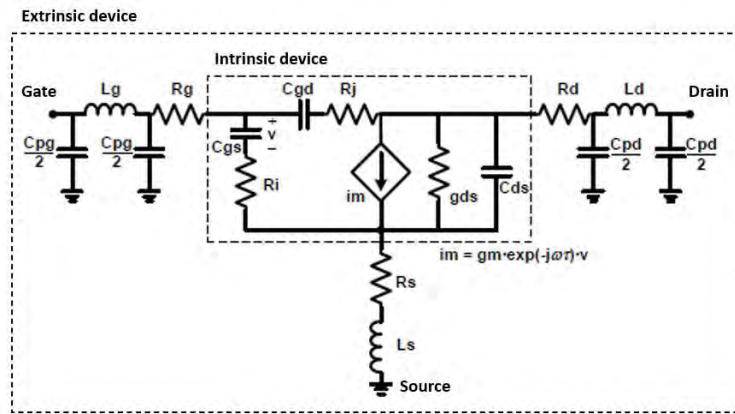 Extrinsic device
Intrinsic device
Gate
Lg
Rg
Cgd
Rj
Rd
Ld
Drain
Cpg
2
Cpg
2
Cgs
+
v
−
Ri
im
gds
Cds
Cpd
2
Cpd
2
im = gm·exp(-jϖτ)·v
Rs
Ls
Source